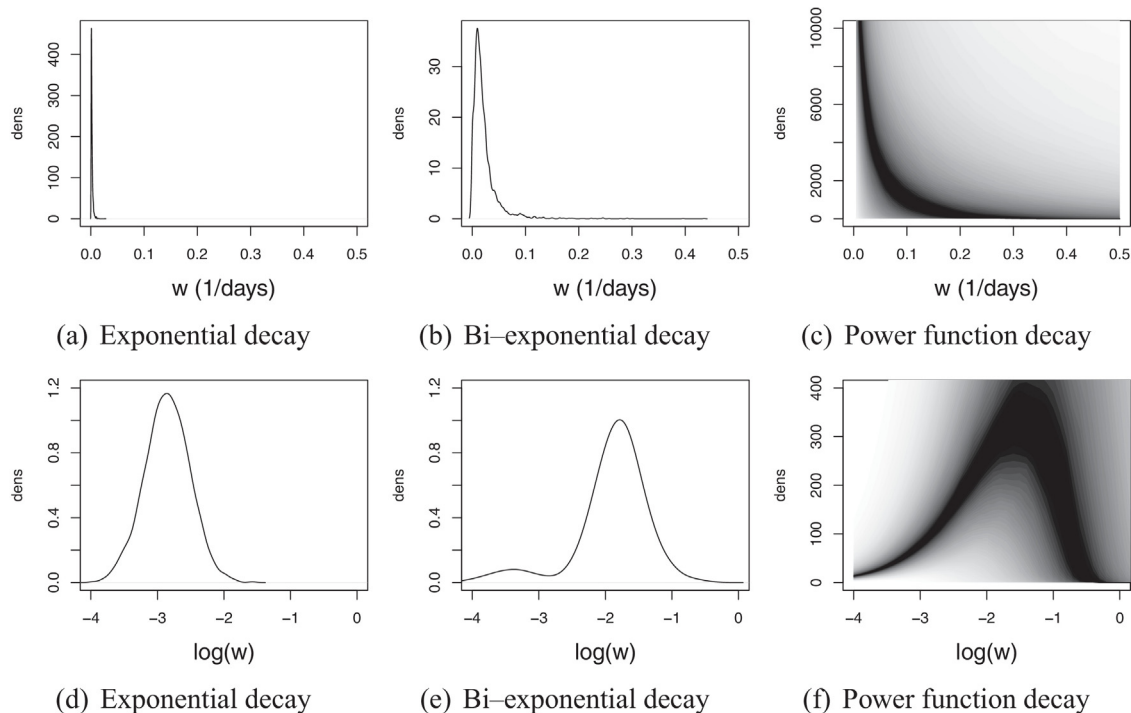 dens
400
300
200
100
0
0.0 0.1 0.2 0.3 0.4 0.5
w (1/days)
(a) Exponential decay
dens
30
20
10
0
0.0 0.1 0.2 0.3 0.4 0.5
w (1/days)
(b) Bi–exponential decay
dens
10000
6000
2000
0
0.0 0.1 0.2 0.3 0.4 0.5
w (1/days)
(c) Power function decay
dens
1.2
0.8
0.4
0.0
−4 −3 −2 −1 0
log(w)
(d) Exponential decay
dens
1.2
0.8
0.4
0.0
−4 −3 −2 −1 0
log(w)
(e) Bi–exponential decay
dens
400
300
200
100
0
−4 −3 −2 −1 0
log(w)
(f) Power function decay